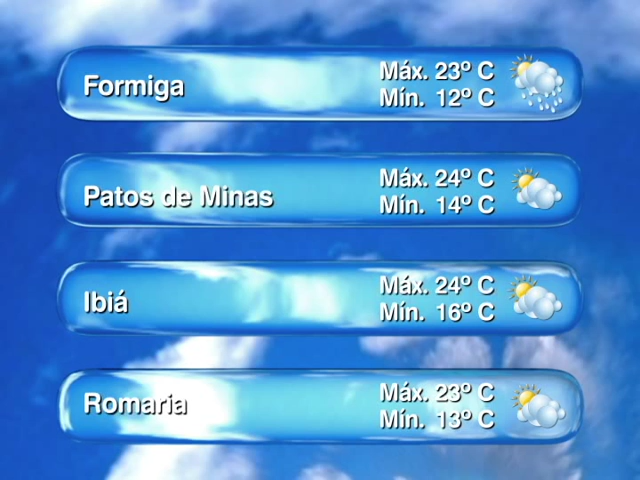 Formiga
Máx. 23º C
Mín. 12º C
Patos de Minas
Máx. 24º C
Mín. 14º C
Ibiá
Máx. 24º C
Mín. 16º C
Romaria
Máx. 23º C
Mín. 13º C